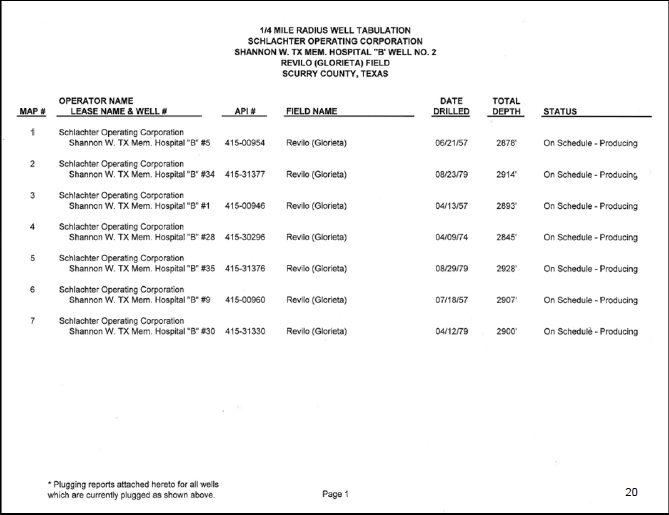 1/4 MILE RADIUS WELL TABULATION
SCHLACHTER OPERATING CORPORATION
SHANNON W. TX MEM. HOSPITAL "B' WELL NO. 2
REVILO (GLORIETA) FIELD
SCURRY COUNTY, TEXAS
OPERATOR NAME DATE TOTAL
MAP # LEASE NAME & WELL # API # FIELD NAME DRILLED DEPTH STATUS
1 Schlachter Operating Corporation
Shannon W. TX Mem. Hospital "B" #5 415-00954 Revilo (Glorieta) 06/21/57 2878' On Schedule - Producing
2 Schlachter Operating Corporation
Shannon W. TX Mem. Hospital "B" #34 415-31377 Revilo (Glorieta) 08/23/79 2914' On Schedule - Producing
3 Schlachter Operating Corporation
Shannon W. TX Mem. Hospital "B" #1 415-00946 Revilo (Glorieta) 04/13/57 2893' On Schedule - Producing
4 Schlachter Operating Corporation
Shannon W. TX Mem. Hospital "B" #28 415-30296 Revilo (Glorieta) 04/09/74 2845' On Schedule - Producing
5 Schlachter Operating Corporation
Shannon W. TX Mem. Hospital "B" #35 415-31376 Revilo (Glorieta) 08/29/79 2928' On Schedule - Producing
6 Schlachter Operating Corporation
Shannon W. TX Mem. Hospital "B" #9 415-00960 Revilo (Glorieta) 07/18/57 2907' On Schedule - Producing
7 Schlachter Operating Corporation
Shannon W. TX Mem. Hospital "B" #30 415-31330 Revilo (Glorieta) 04/12/79 2900' On Schedule - Producing
* Plugging reports attached hereto for all wells
which are currently plugged as shown above.
Page 1
20